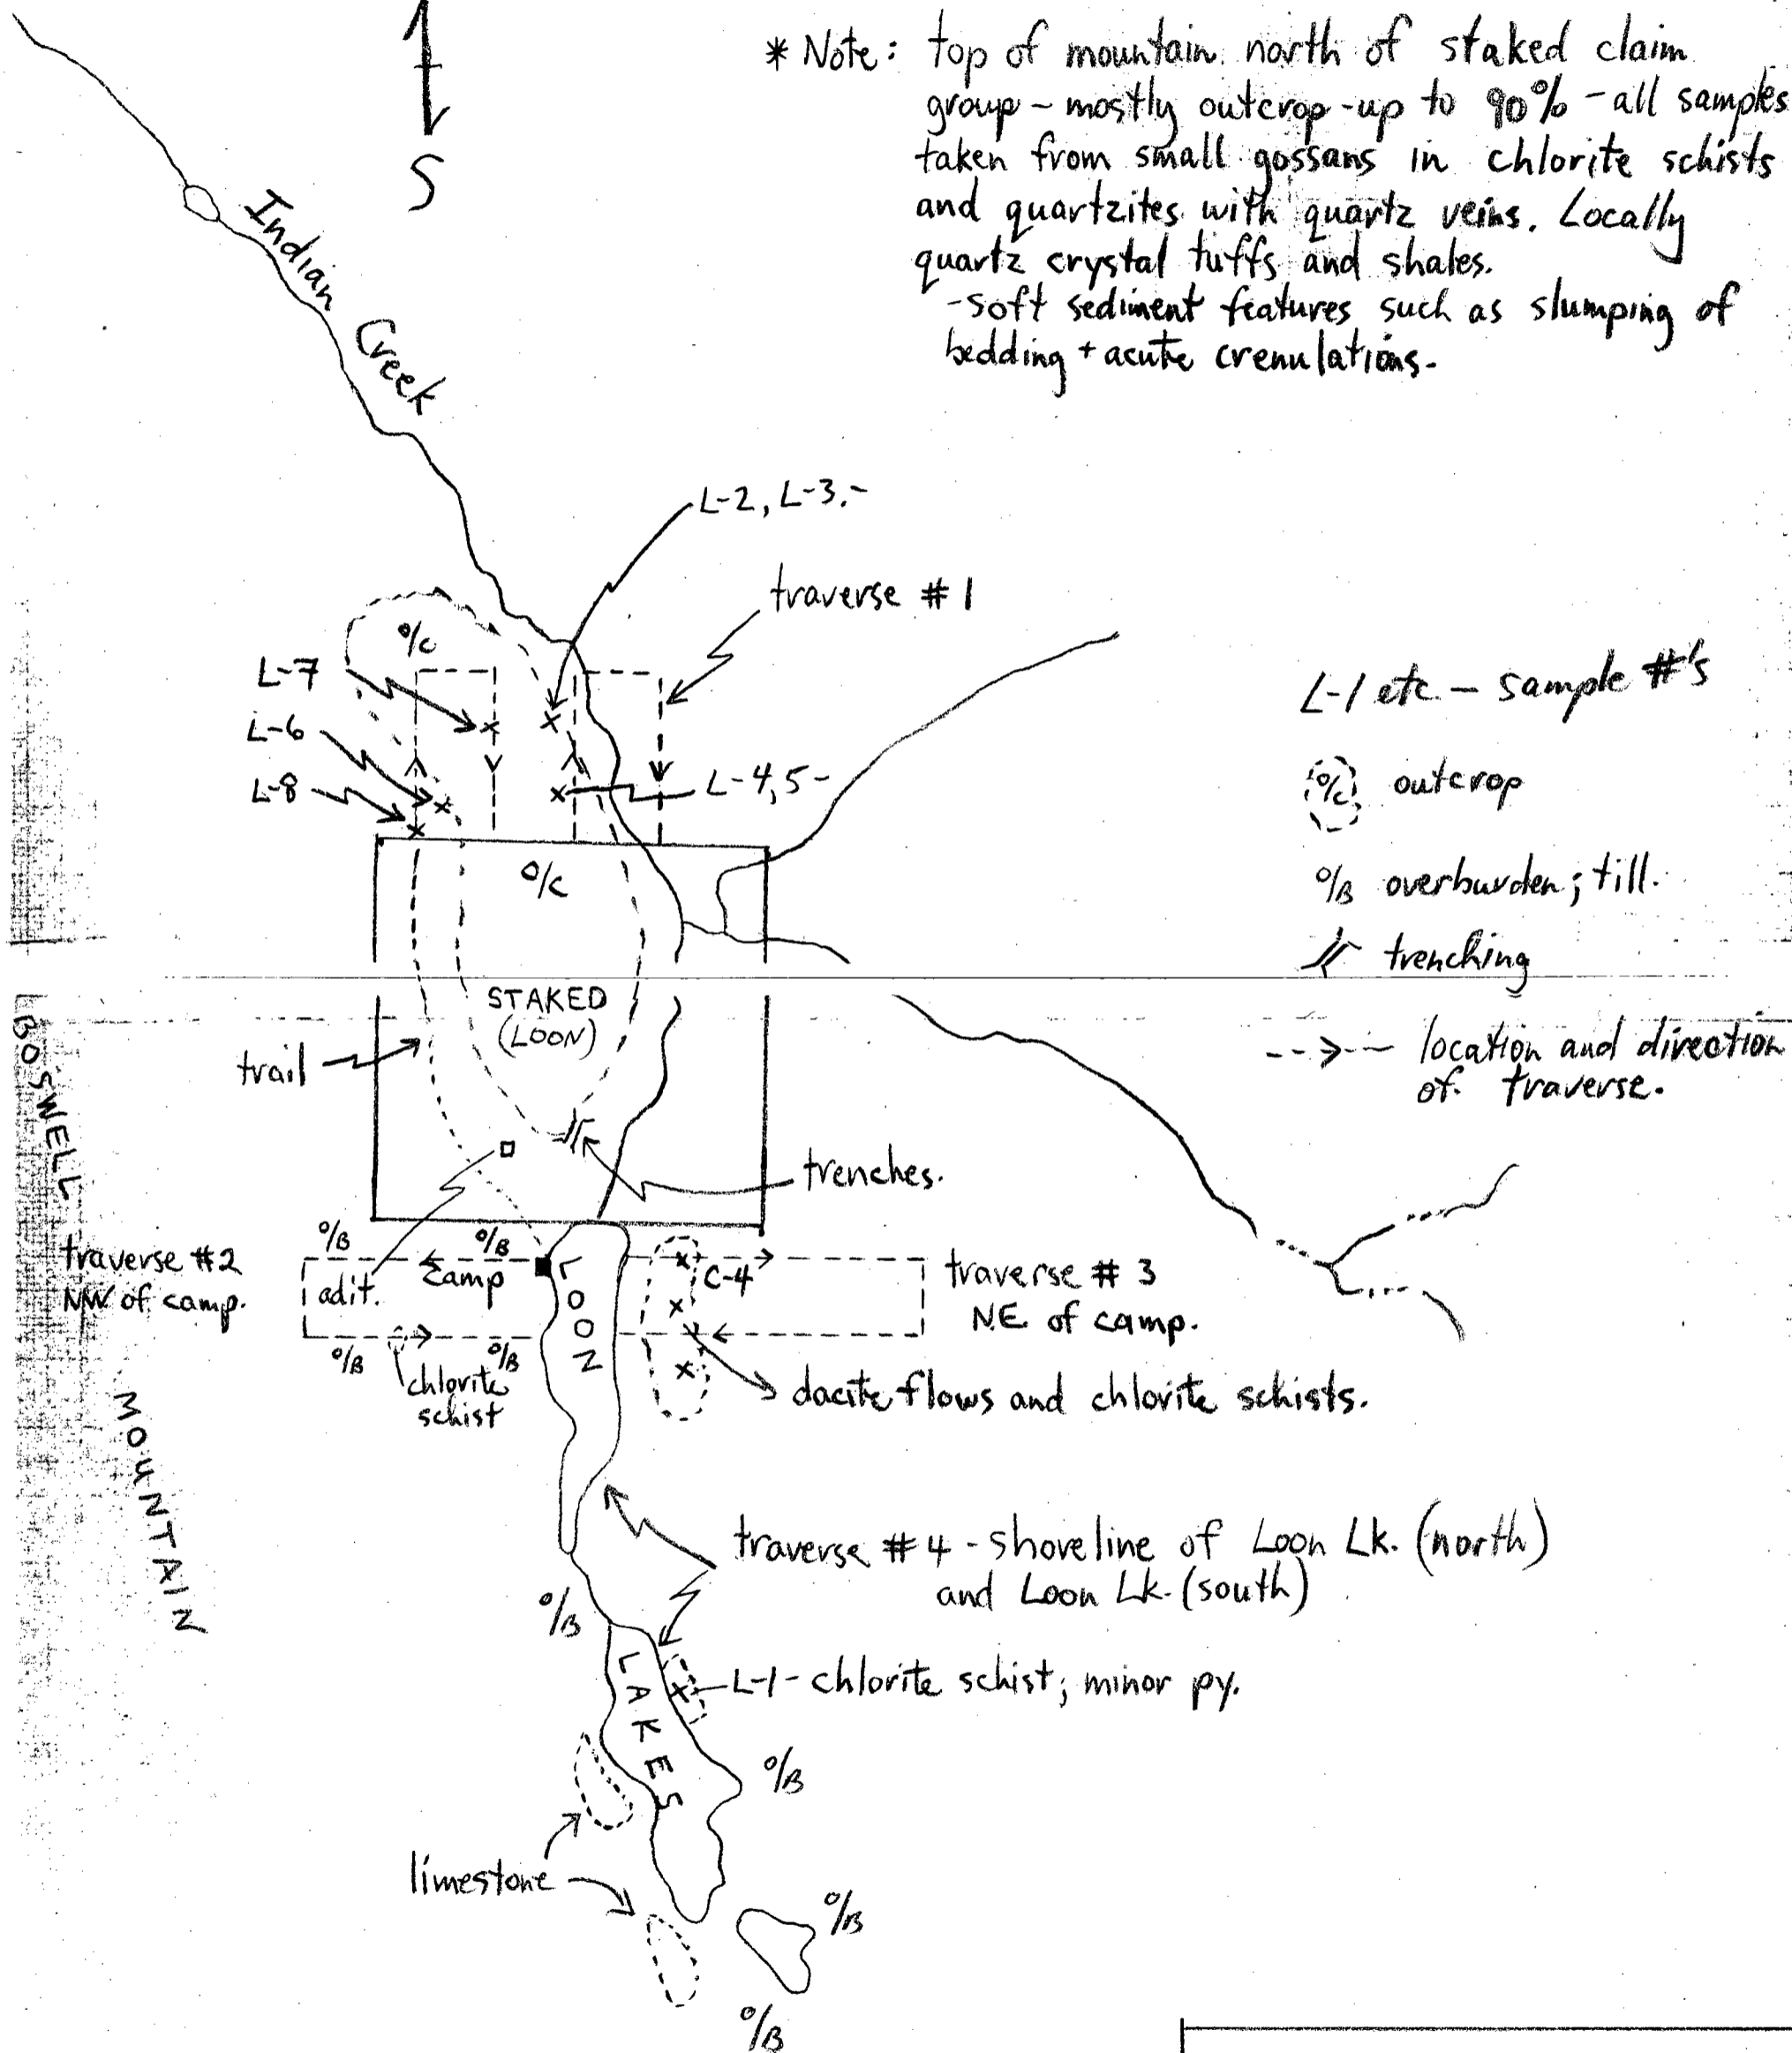 S
* Note: top of mountain north of staked claim
group - mostly outcrop - up to 90% - all samples
taken from small gossans in chlorite schists
and quartzites with quartz veins. Locally
quartz crystal tuffs and shales.
- soft sediment features such as slumping of
bedding + acute crenulations.
Indian Creek
L-2, L-3.-
traverse # 1
o/c
L-7
L-6
L-8
L-4,5-
L-1 etc - sample #'s
o/c outcrop
o/B overburden; till.
trenching
--->-- location and direction
of traverse.
o/c
STAKED
(LOON)
trail
trenches.
BOSWELL
MOUNTAIN
traverse #2
NW of camp.
o/B
o/B
camp
adit.
o/B
o/B
chlorite
schist
LOON
C-4
traverse # 3
NE of camp.
dacite flows and chlorite schists.
traverse # 4 - shoreline of Loon Lk. (north)
and Loon Lk. (south)
o/B
LAKES
L-1 - chlorite schist; minor py.
o/B
limestone
o/B
o/B